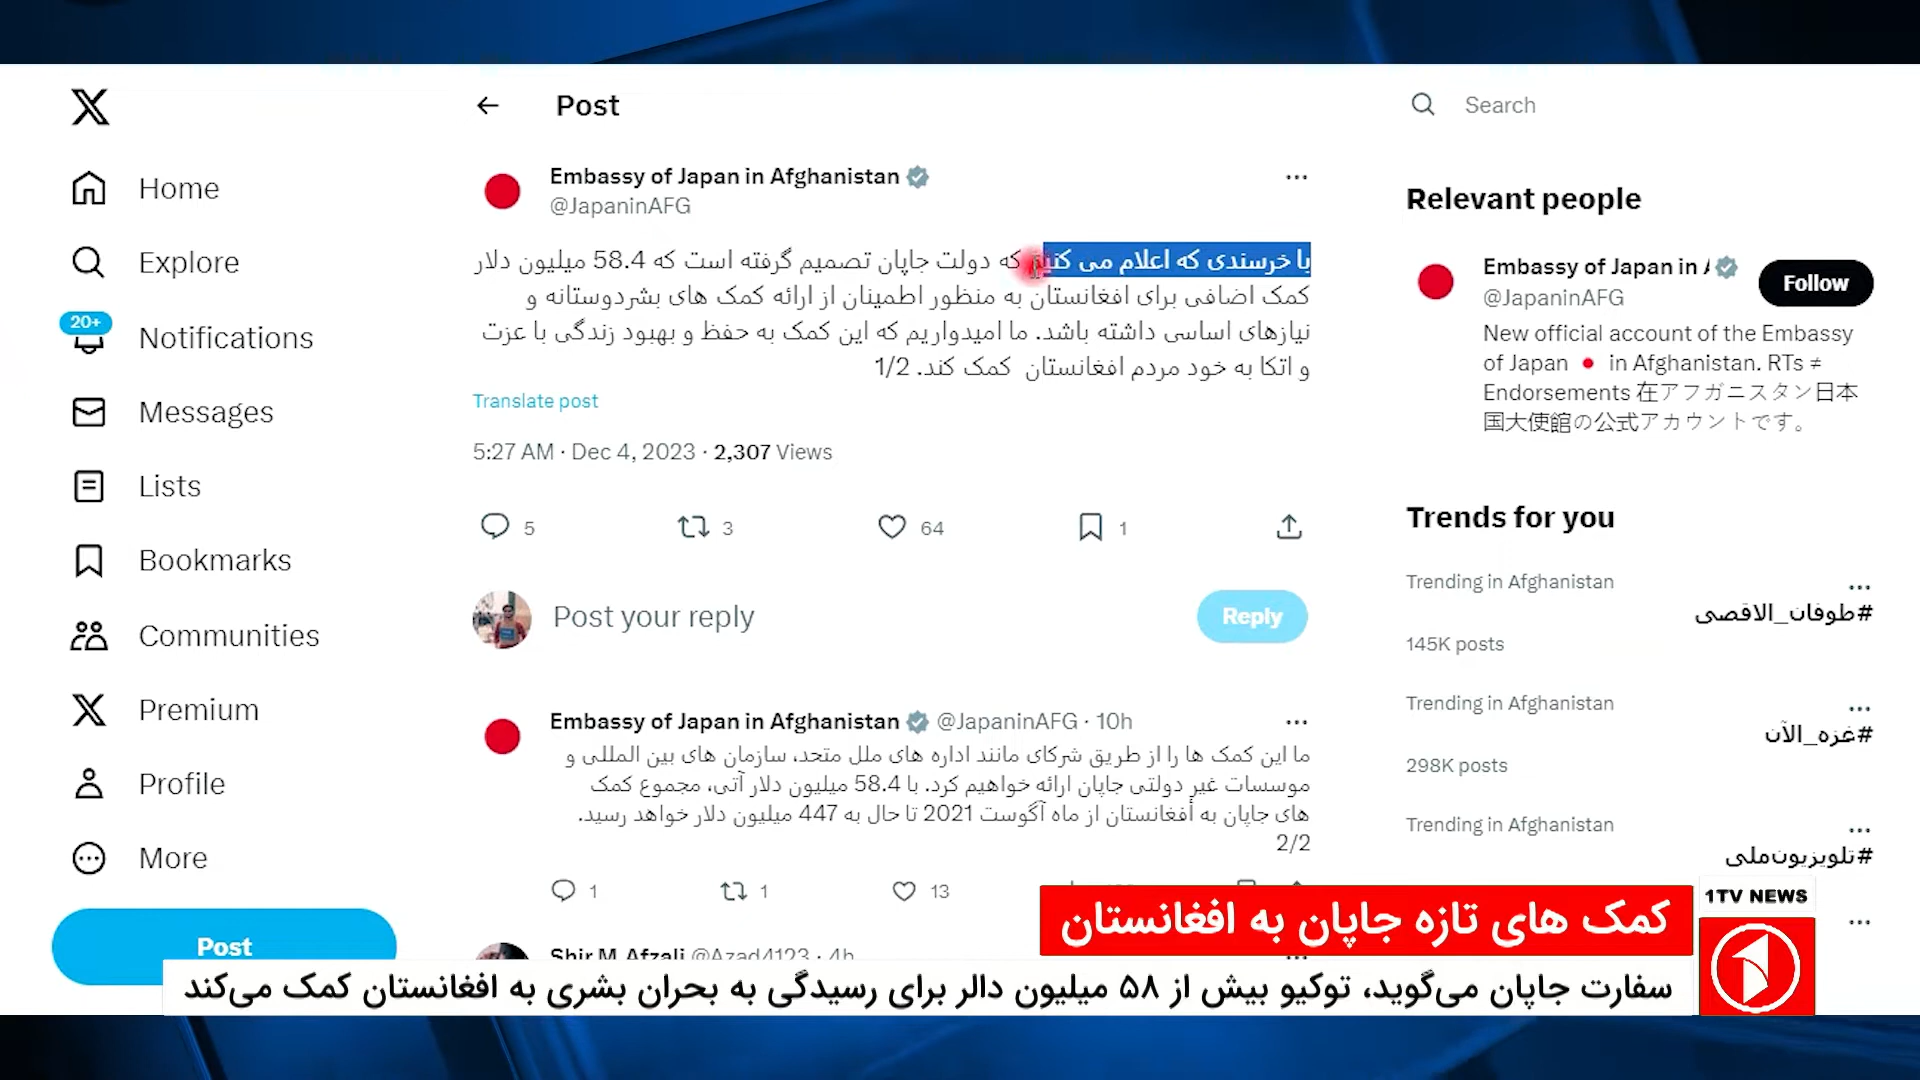 Home
Explore
20+
Notifications
Messages
Lists
Bookmarks
Communities
Premium
Profile
More
Post
Post
Embassy of Japan in Afghanistan
@JapaninAFG
با خرسندی که اعلام می کنیم که دولت جاپان تصمیم گرفته است که 58.4 میلیون دلار
کمک اضافی برای افغانستان به منظور اطمینان از ارائه کمک های بشردوستانه و
نیازهای اساسی داشته باشد. ما امیدواریم که این کمک به حفظ و بهبود زندگی با عزت
و اتکا به خود مردم افغانستان کمک کند. 1/2
Translate post
5:27 AM · Dec 4, 2023 · 2,307 Views
5 3 64 1
Post your reply
Reply
Embassy of Japan in Afghanistan @JapaninAFG · 10h
ما این کمک ها را از طریق شرکای مانند اداره های ملل متحد، سازمان های بین المللی و
موسسات غیر دولتی جاپان ارائه خواهیم کرد. با 58.4 میلیون دلار آتی، مجموع کمک
های جاپان به أفغانستان از ماه آگوست 2021 تا حال به 447 میلیون دلار خواهد رسید.
2/2
1 1 13
Shir M Afzali @Azad4123 · 4h
Search
Relevant people
Embassy of Japan in
@JapaninAFG
Follow
New official account of the Embassy
of Japan in Afghanistan. RTs ≠
Endorsements 在アフガニスタン日本
国大使館の公式アカウントです。
Trends for you
Trending in Afghanistan
#طوفان_الاقصى
145K posts
Trending in Afghanistan
#غزه_الآن
298K posts
Trending in Afghanistan
#تلویزیون‌ملی
1TV NEWS
کمک های تازه جاپان به افغانستان
سفارت جاپان می‌گوید، توکیو بیش از ۵۸ میلیون دالر برای رسیدگی به بحران بشری به افغانستان کمک می‌کند